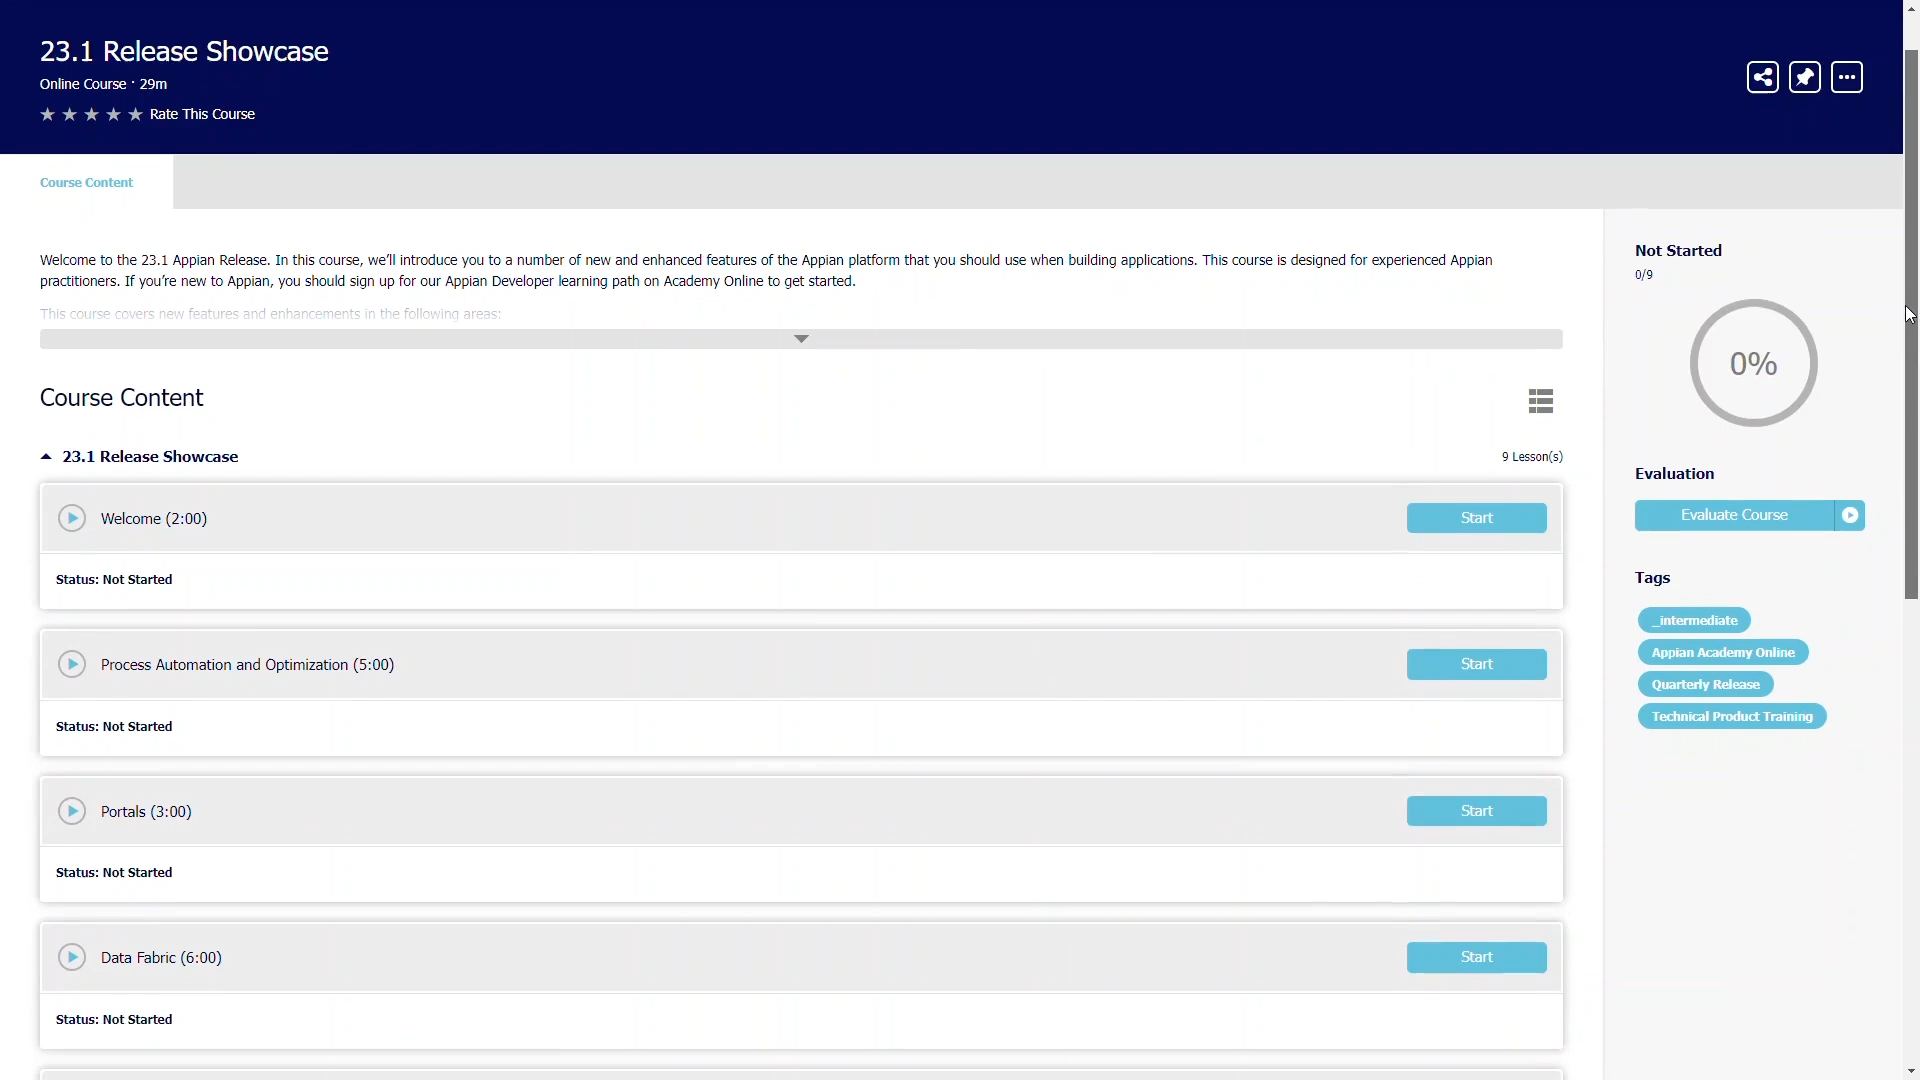 23.1 Release Showcase
Online Course · 29m
Rate This Course
Course Content
Welcome to the 23.1 Appian Release. In this course, we'll introduce you to a number of new and enhanced features of the Appian platform that you should use when building applications. This course is designed for experienced Appian
practitioners. If you're new to Appian, you should sign up for our Appian Developer learning path on Academy Online to get started.
This course covers new features and enhancements in the following areas:
Course Content
23.1 Release Showcase
9 Lesson(s)
Welcome (2:00)
Start
Status: Not Started
Process Automation and Optimization (5:00)
Start
Status: Not Started
Portals (3:00)
Start
Status: Not Started
Data Fabric (6:00)
Start
Status: Not Started
Not Started
0/9
0%
Evaluation
Evaluate Course
Tags
_intermediate
Appian Academy Online
Quarterly Release
Technical Product Training